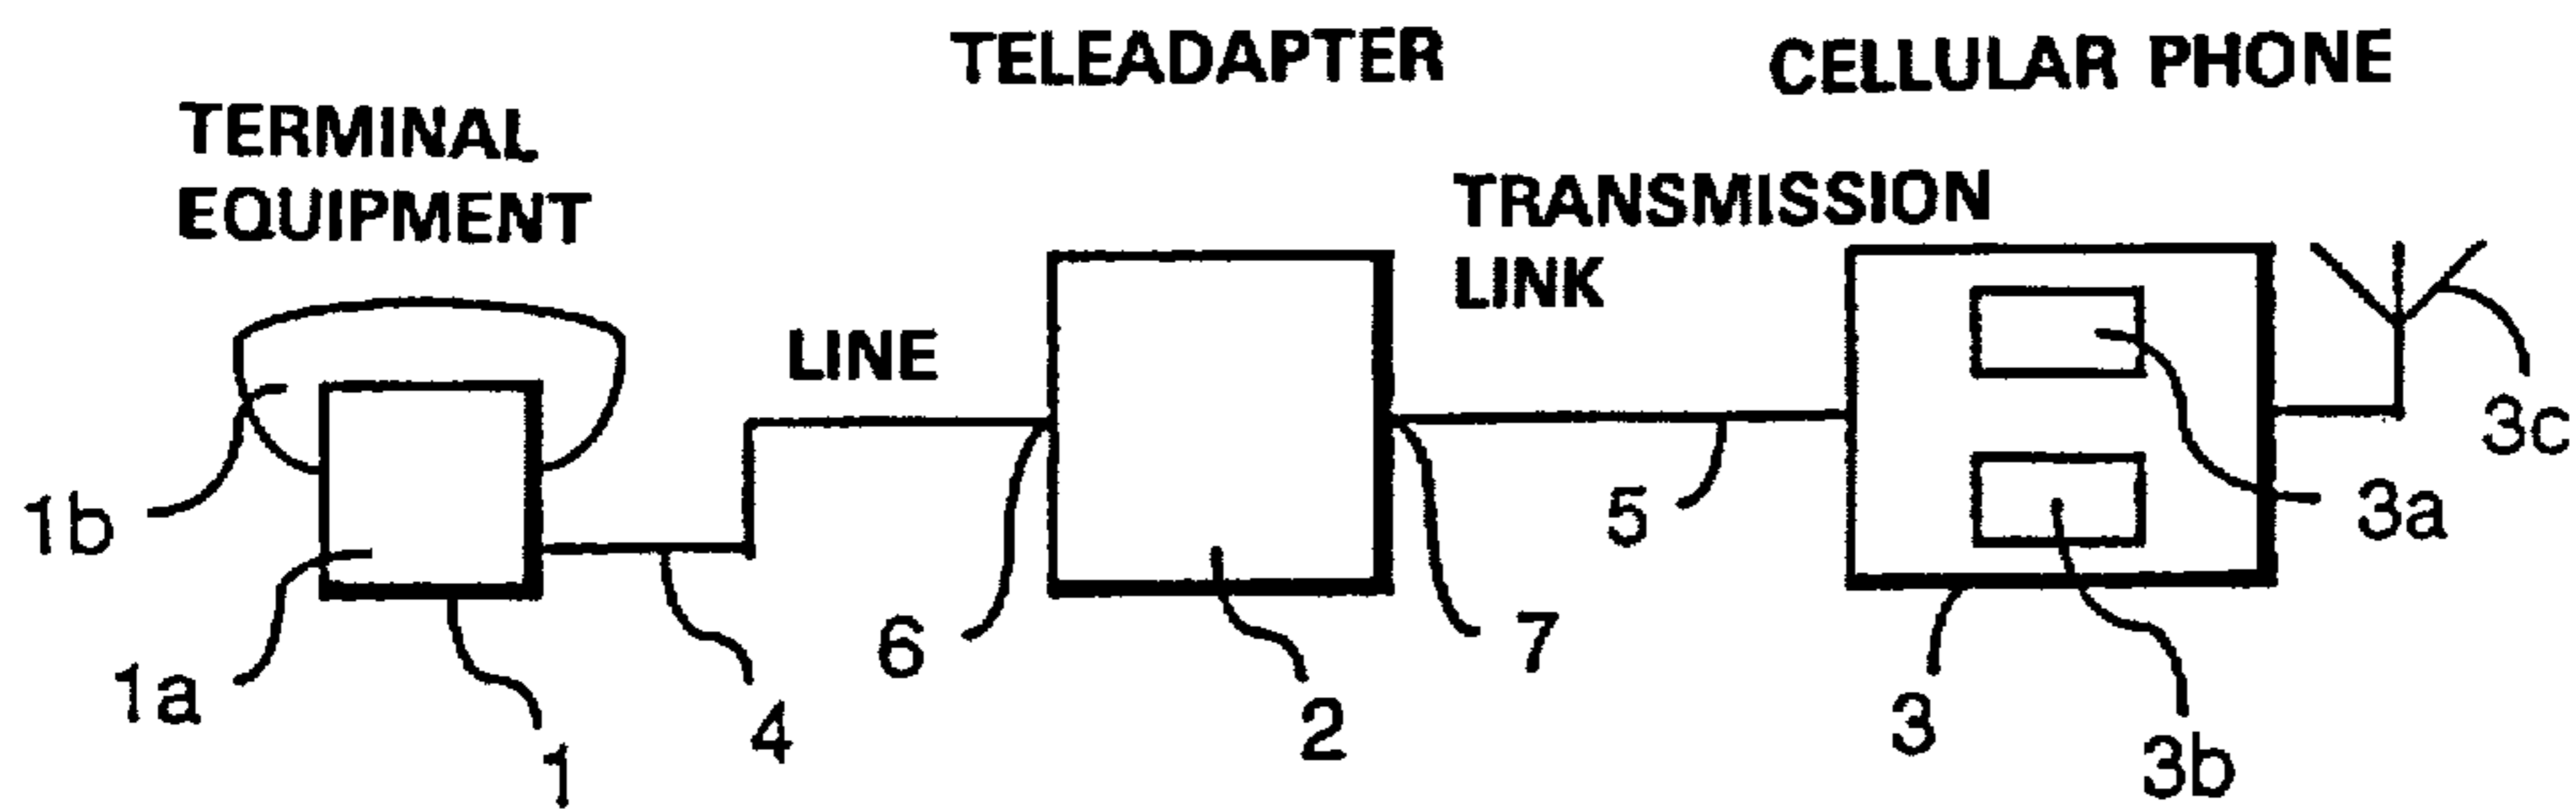 TELEADAPTER
CELLULAR PHONE
TERMINAL
EQUIPMENT
TRANSMISSION
LINK
LINE
1b
1a
1
4
6
2
7
5
3
3b
3a
3c